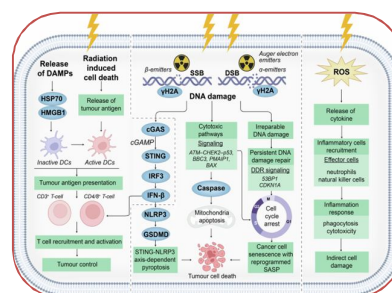 Release
of DAMPs
HSP70
HMGB1
Inactive DCs
Radiation
induced
cell death
Release of
tumour antigen
Active DCs
Tumour antigen presentation
CD3⁺ T-cell
T cell recruitment and activation
Tumour control
β-emitters
SSB
DSB
Auger electron
emitters
α-emitters
γH2A
γH2A
DNA damage
cGAS
cGAMP
STING
IRF3
IFN-β
NLRP3
GSDMD
STING-NLRP3
axis-dependent
pyroptosis
Cytotoxic
pathways
Signaling
ATM–CHEK2–p53,
BBC3, PMAIP1,
BAX
Caspase
Mitochondria
apoptosis
Tumour cell death
Irreparable
DNA damage
Persistent DNA
damage repair
DDR signaling
53BP1
CDKN1A
Cell
cycle
arrest
Cancer cell
senescence with
reprogrammed
SASP
ROS
Release of
cytokine
Inflammatory cells
recruitment
Effector cells
neutrophils
natural killer cells
Inflammation
response
phagocytosis
cytotoxicity
Indirect cell
damage